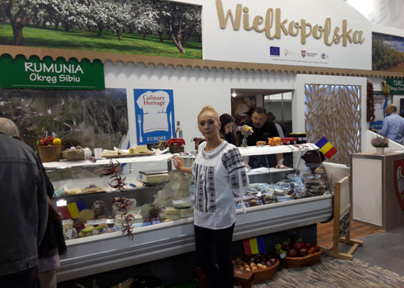 Wielkopolska
RUMUNIA
Okręg Sibiu
Culinary
Heritage
EUROPE